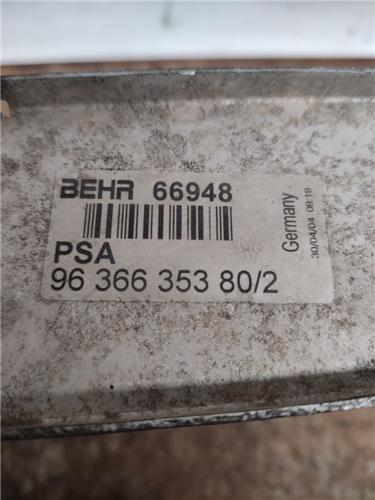 BEHR 66948
PSA
96 366 353 80/2
Germany
30/04/04 09:19